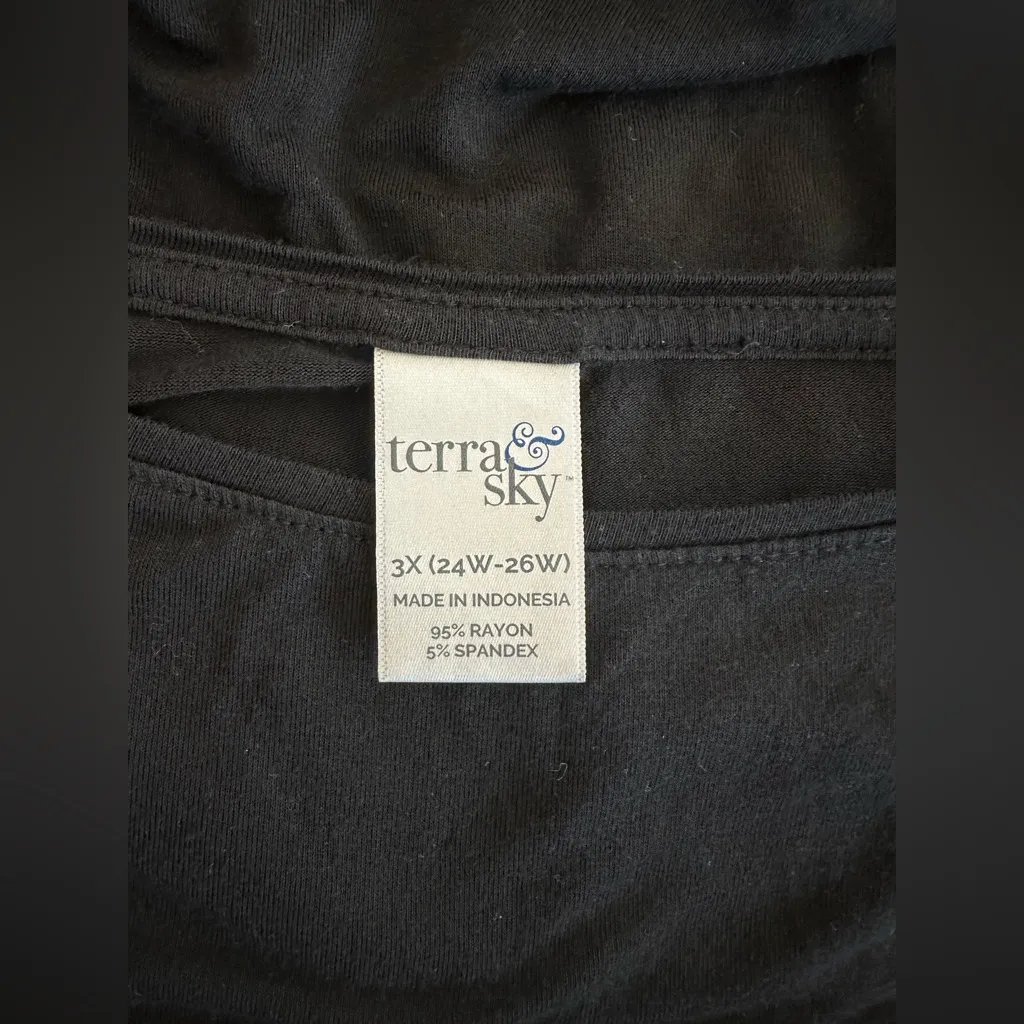 terra &
sky™
3X (24W-26W)
MADE IN INDONESIA
95% RAYON
5% SPANDEX